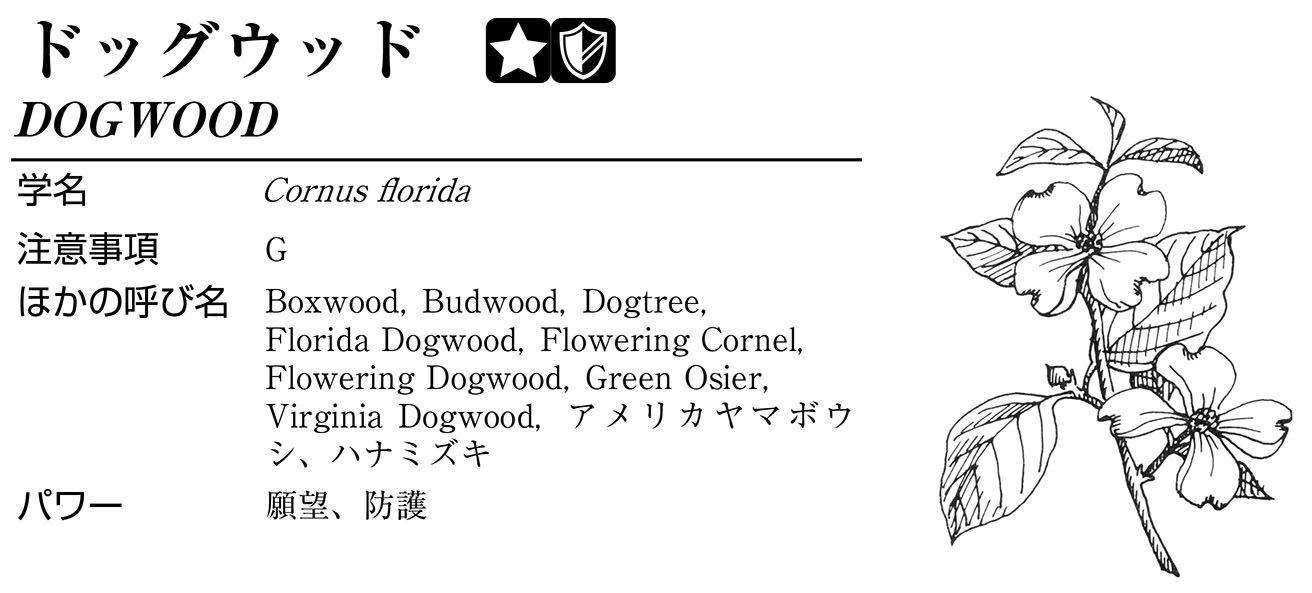 ドッグウッド
DOGWOOD
学名 Cornus florida
注意事項 G
ほかの呼び名 Boxwood, Budwood, Dogtree,
Florida Dogwood, Flowering Cornel,
Flowering Dogwood, Green Osier,
Virginia Dogwood, アメリカヤマボウ
シ、ハナミズキ
パワー 願望、防護